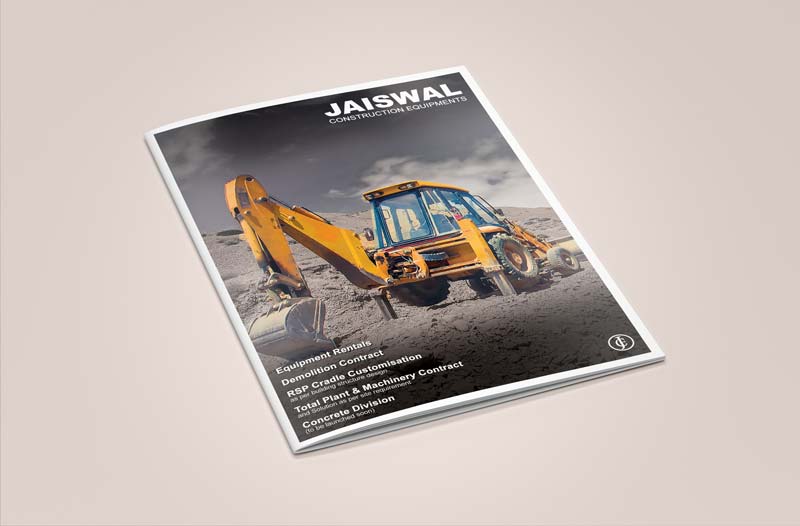 JAISWAL
CONSTRUCTION EQUIPMENTS
Equipment Rentals
Demolition Contract
RSP Cradle Customisation
as per building structure design
Total Plant & Machinery Contract
and Solution as per site requirement
Concrete Division
(to be launched soon)